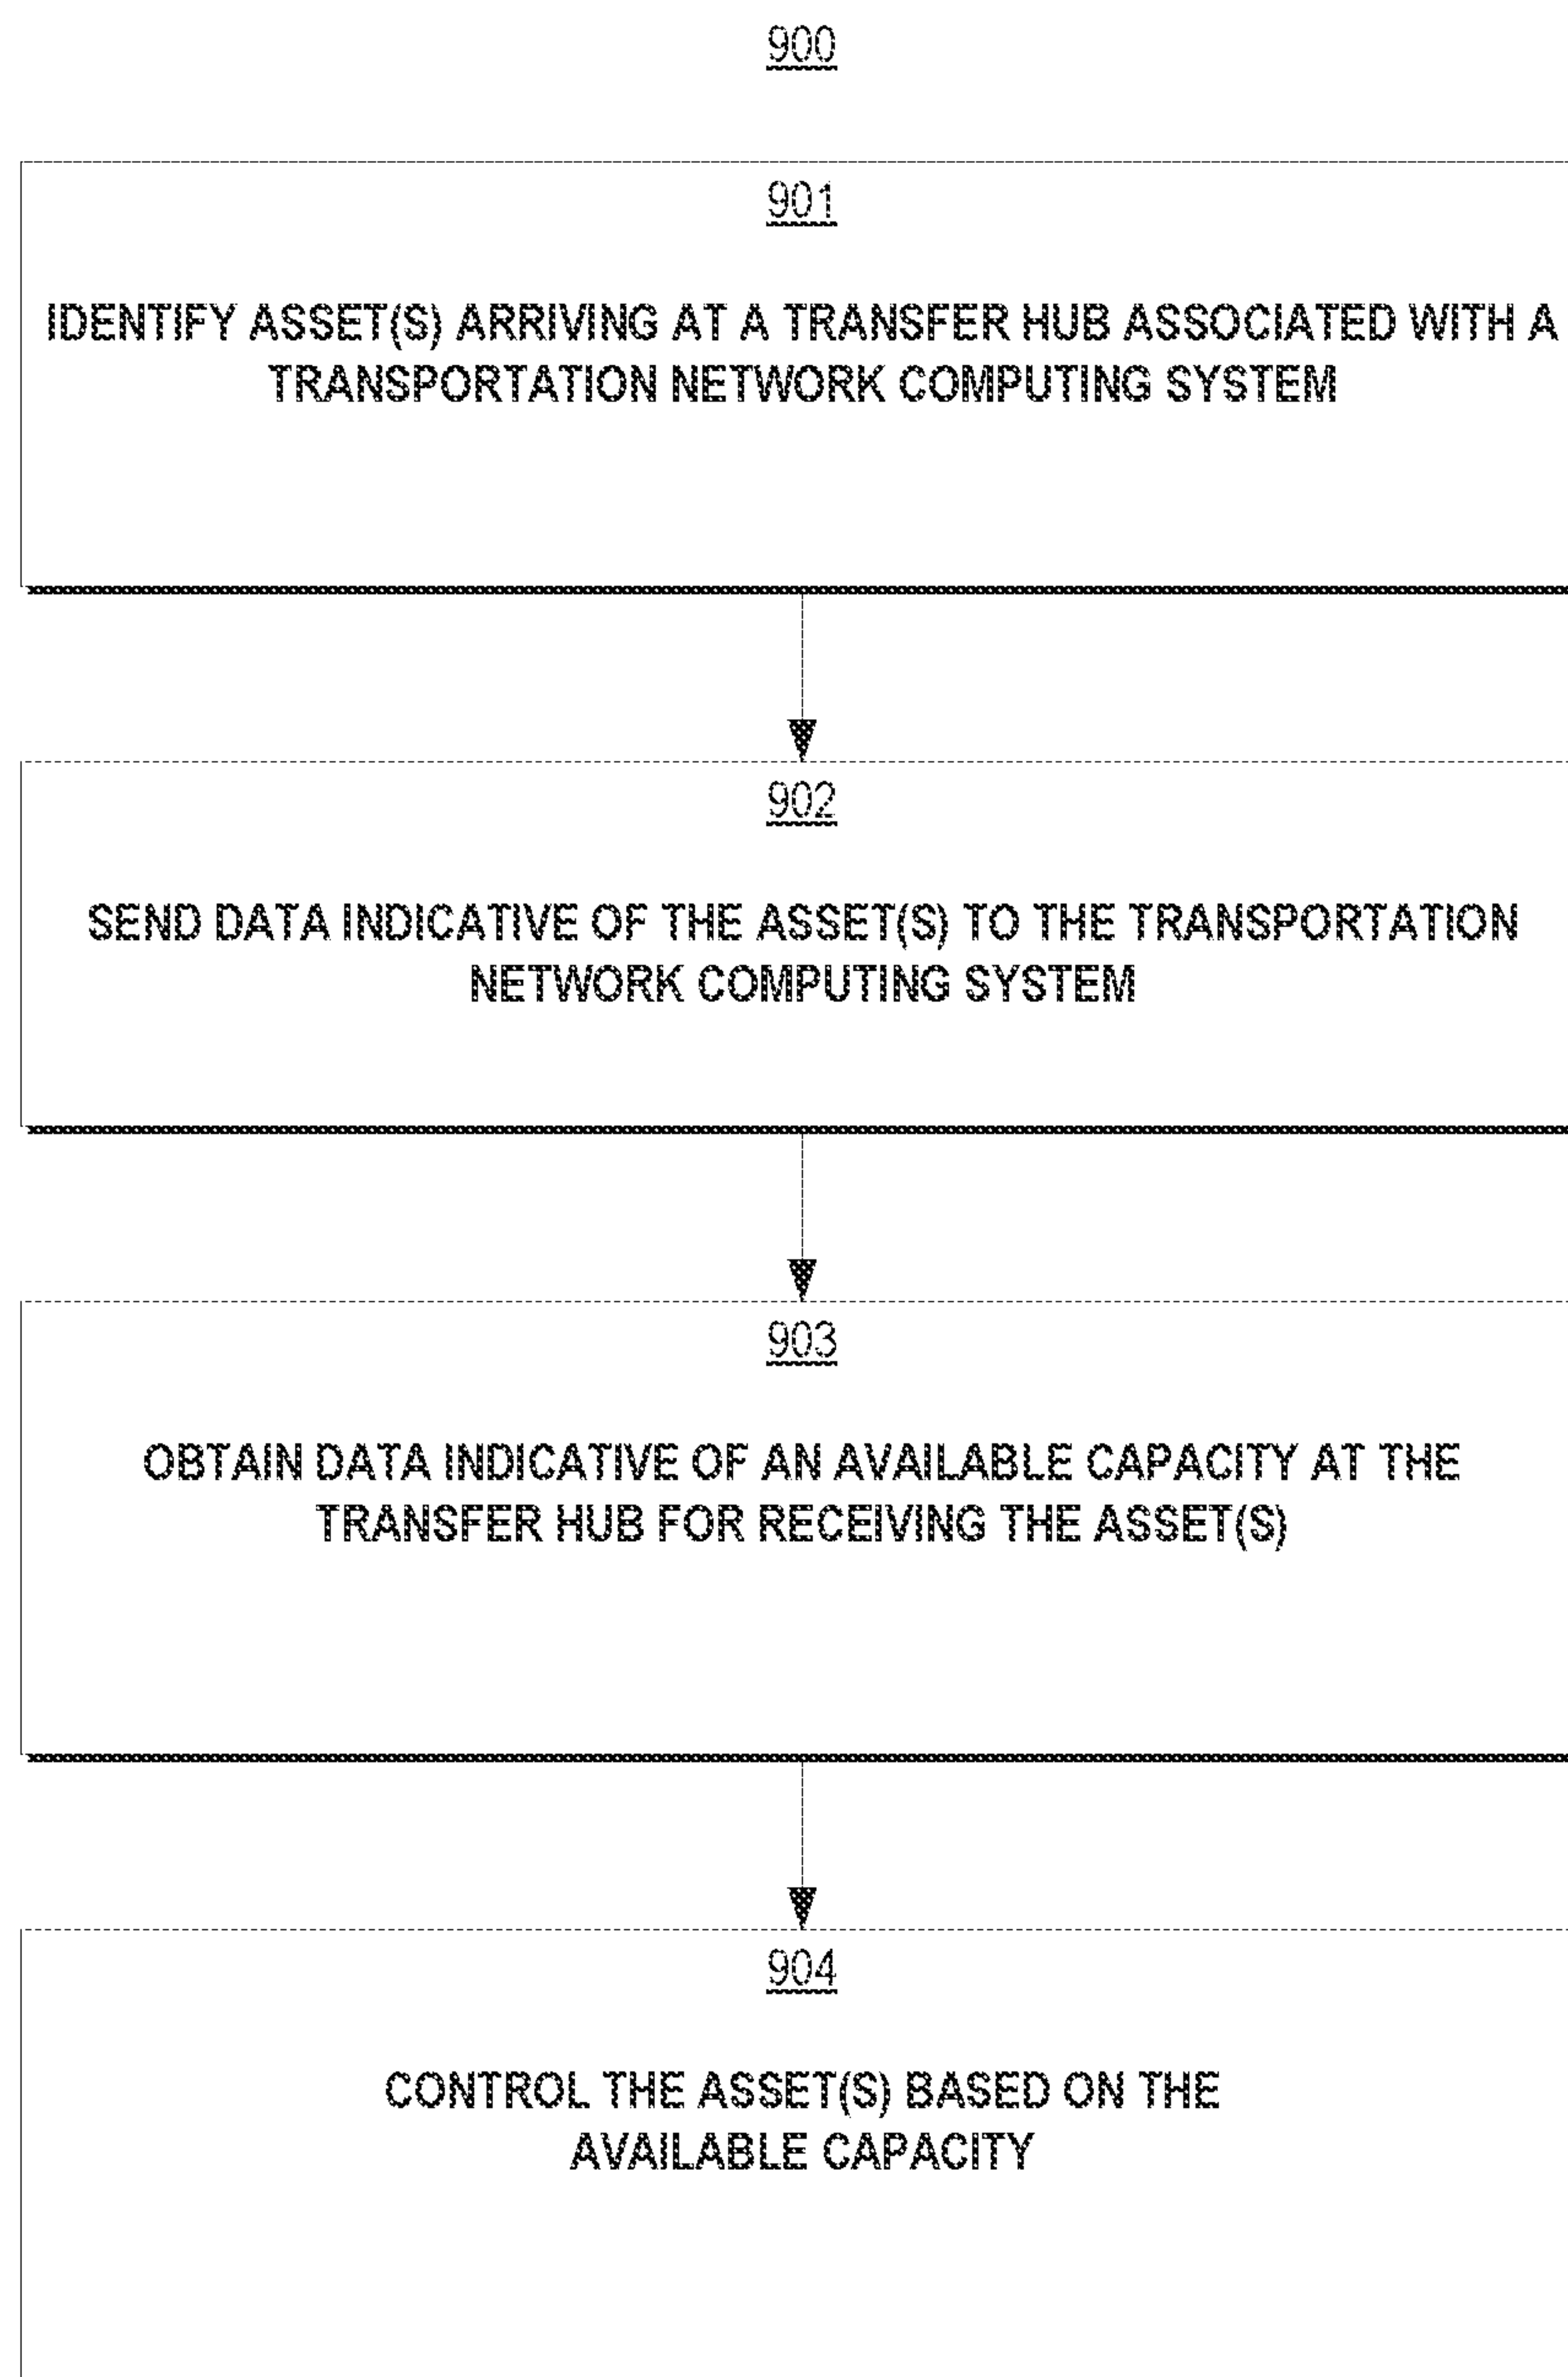 900
901
IDENTIFY ASSET(S) ARRIVING AT A TRANSFER HUB ASSOCIATED WITH A
TRANSPORTATION NETWORK COMPUTING SYSTEM
902
SEND DATA INDICATIVE OF THE ASSET(S) TO THE TRANSPORTATION
NETWORK COMPUTING SYSTEM
903
OBTAIN DATA INDICATIVE OF AN AVAILABLE CAPACITY AT THE
TRANSFER HUB FOR RECEIVING THE ASSET(S)
904
CONTROL THE ASSET(S) BASED ON THE
AVAILABLE CAPACITY